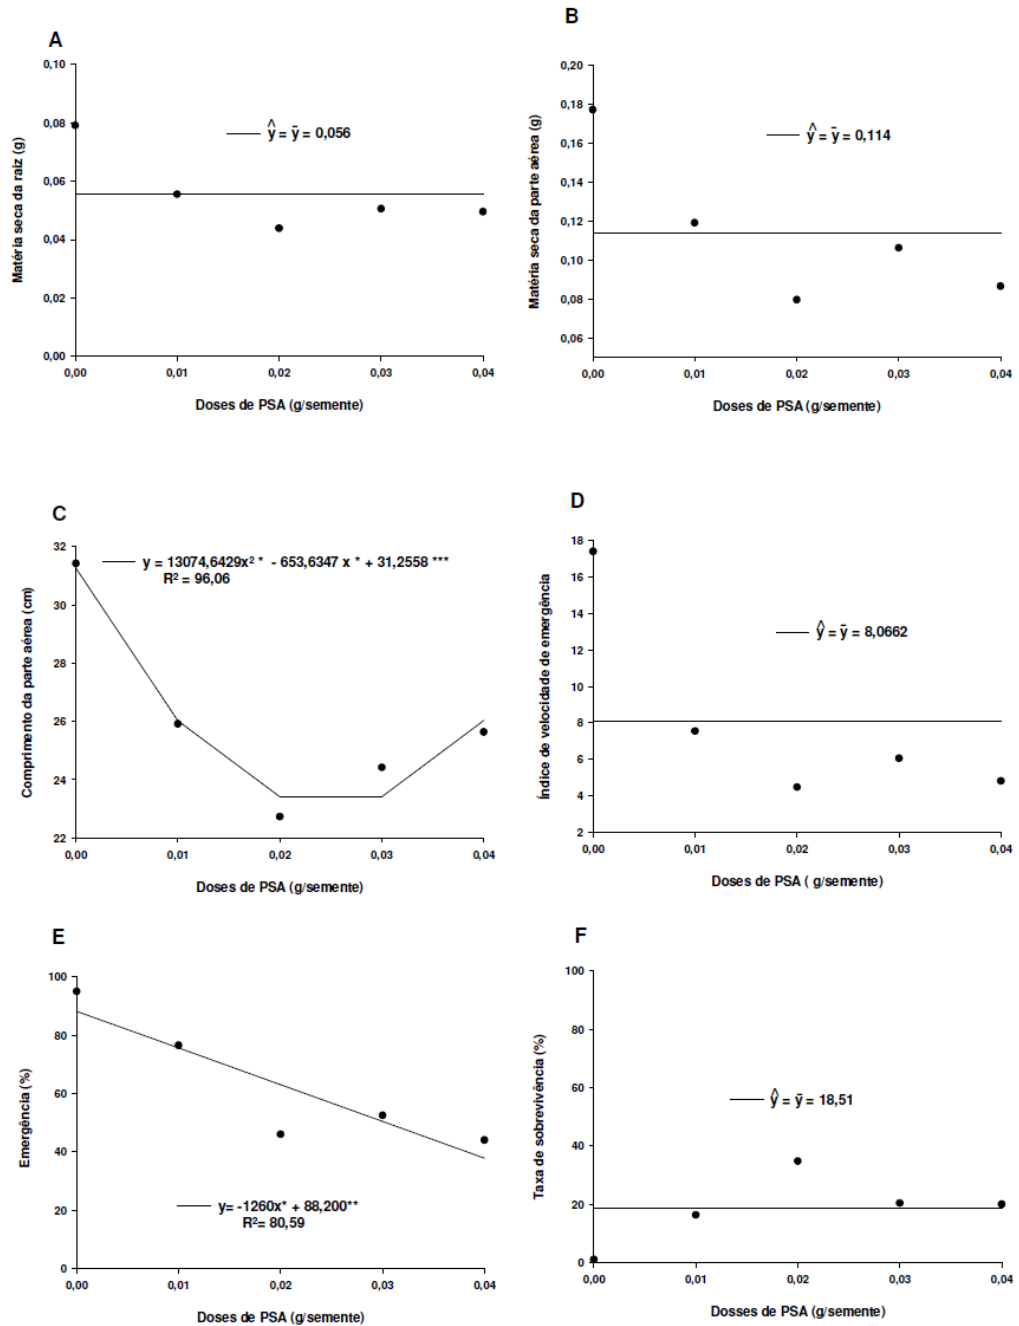 A
0,10
0,08
0,06
0,04
0,02
0,00
Matéria seca da raiz (g)
ŷ = ȳ = 0,056
0,00 0,01 0,02 0,03 0,04
Doses de PSA (g/semente)
B
0,20
0,18
0,16
0,14
0,12
0,10
0,08
0,06
Matéria seca da parte aérea (g)
ŷ = ȳ = 0,114
0,00 0,01 0,02 0,03 0,04
Doses de PSA (g/semente)
C
32
30
28
26
24
22
Comprimento da parte aérea (cm)
y = 13074,6429x² * - 653,6347 x * + 31,2558 ***
R² = 96,06
0,00 0,01 0,02 0,03 0,04
Doses de PSA (g/semente)
D
18
16
14
12
10
8
6
4
2
Índice de velocidade de emergência
ŷ = ȳ = 8,0662
0,00 0,01 0,02 0,03 0,04
Doses de PSA ( g/semente)
E
100
80
60
40
20
0
Emergência (%)
y= -1260x* + 88,200**
R²= 80,59
0,00 0,01 0,02 0,03 0,04
Doses de PSA (g/semente)
F
100
80
60
40
20
0
Taxa de sobrevivência (%)
ŷ = ȳ = 18,51
0,00 0,01 0,02 0,03 0,04
Dosses de PSA (g/semente)